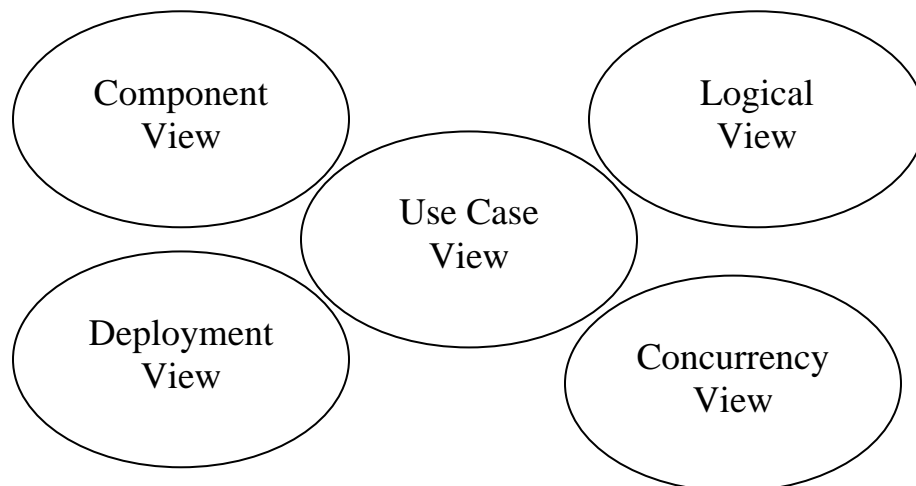 Component
View
Logical
View
Use Case
View
Deployment
View
Concurrency
View